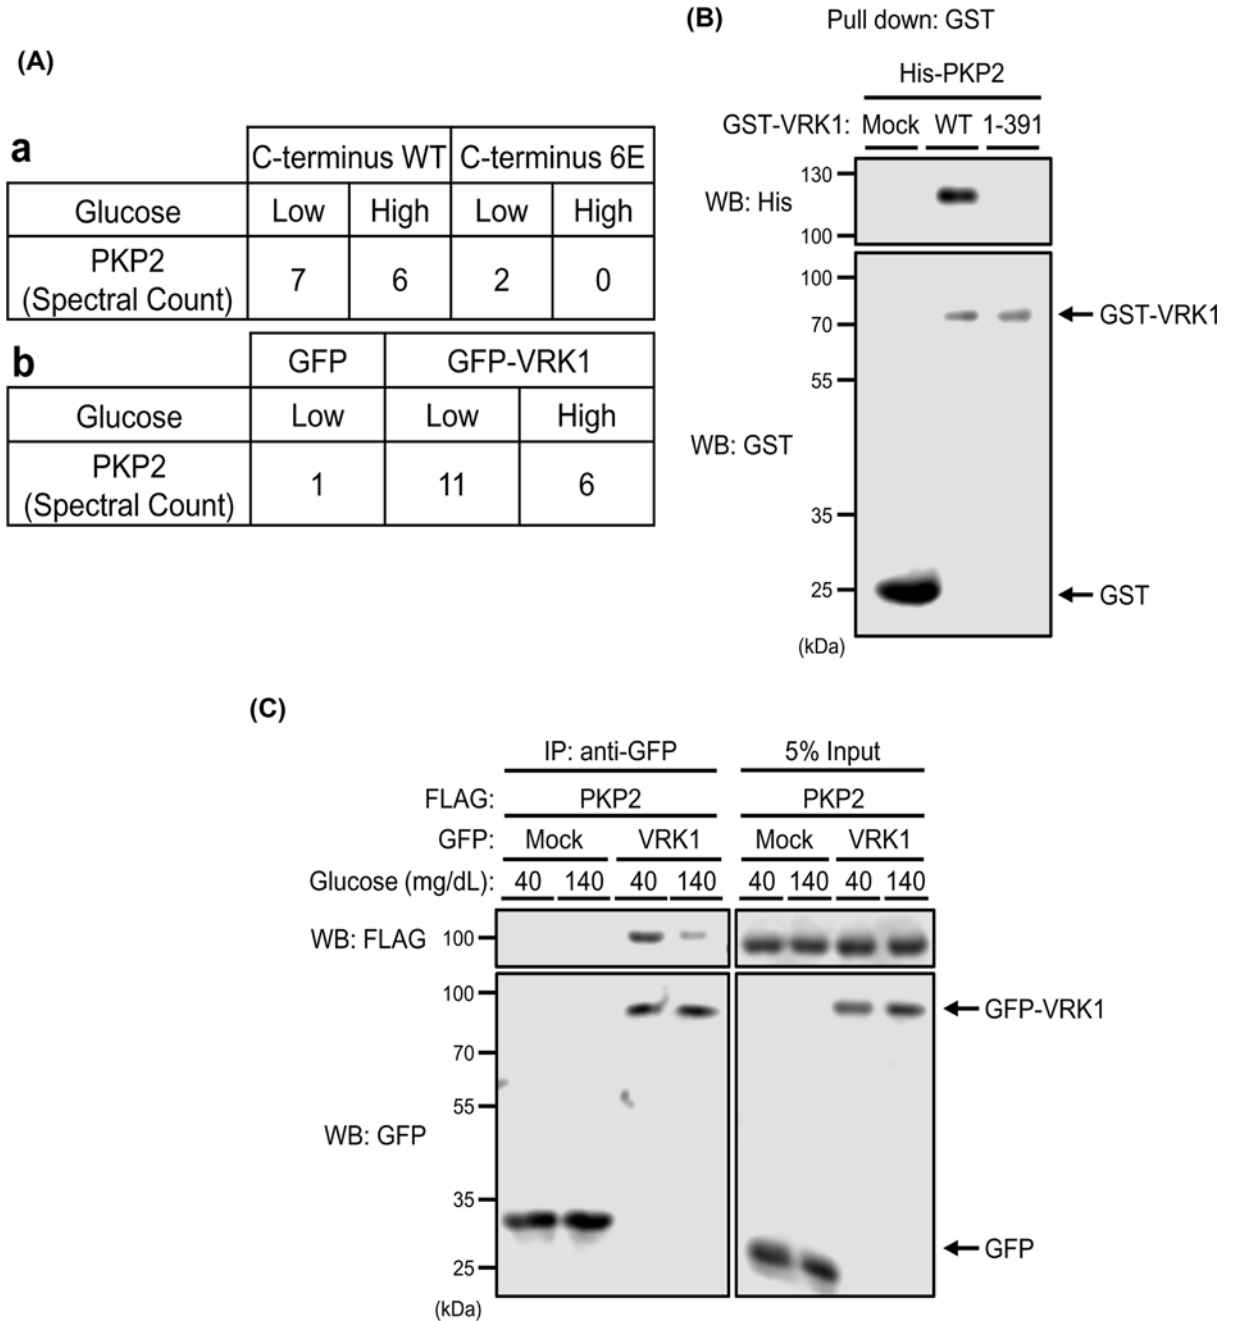 (A)
a
C-terminus WT C-terminus 6E
Glucose Low High Low High
PKP2
(Spectral Count) 7 6 2 0
b
GFP GFP-VRK1
Glucose Low Low High
PKP2
(Spectral Count) 1 11 6
(B) Pull down: GST
His-PKP2
GST-VRK1: Mock WT 1-391
130
WB: His
100
100
GST-VRK1
70
55
WB: GST
35
25 GST
(kDa)
(C)
IP: anti-GFP 5% Input
FLAG: PKP2 PKP2
GFP: Mock VRK1 Mock VRK1
Glucose (mg/dL): 40 140 40 140 40 140 40 140
WB: FLAG 100
100 GFP-VRK1
70
55
WB: GFP
35
GFP
25
(kDa)